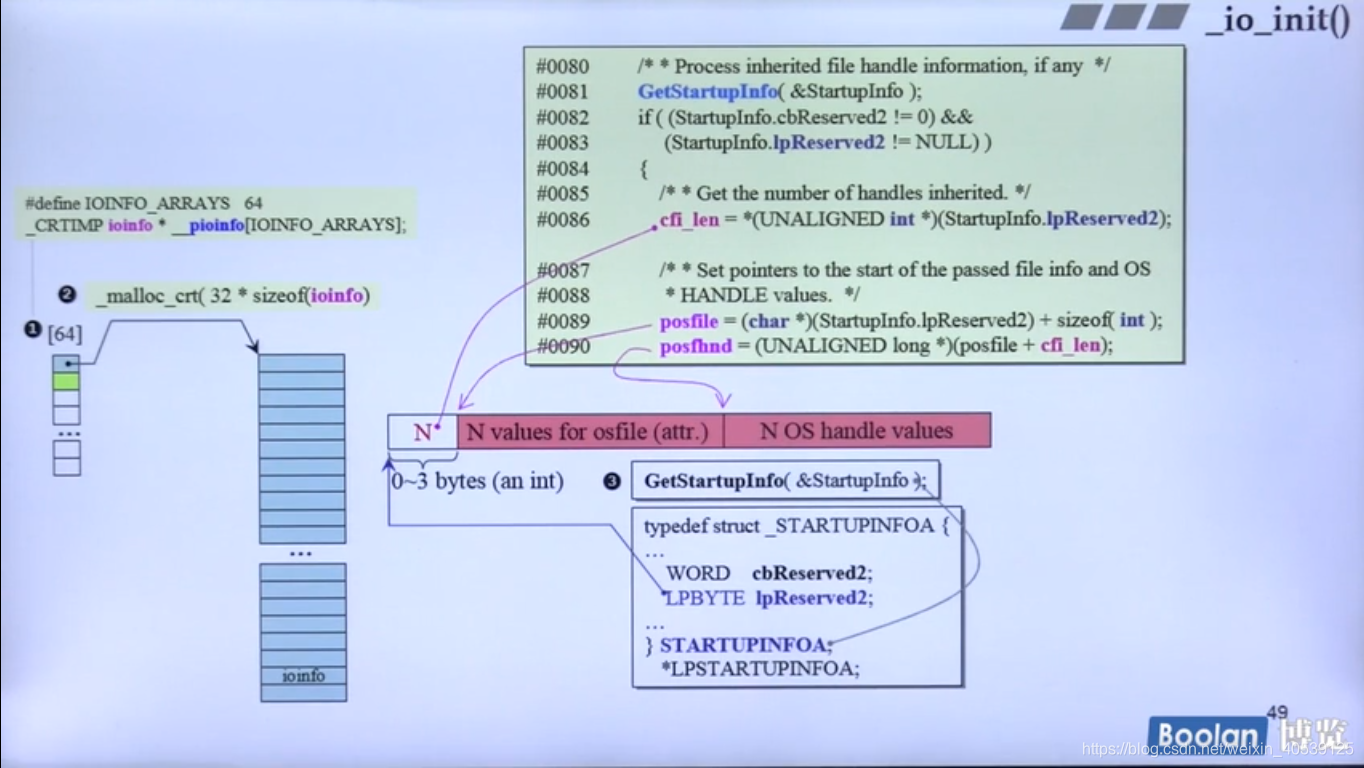 _io_init()
#0080 /* * Process inherited file handle information, if any */
#0081 GetStartupInfo( &StartupInfo );
#0082 if ( (StartupInfo.cbReserved2 != 0) &&
#0083 (StartupInfo.lpReserved2 != NULL) )
#0084 {
#0085 /* * Get the number of handles inherited. */
#0086 cfi_len = *(UNALIGNED int *)(StartupInfo.lpReserved2);
#0087 /* * Set pointers to the start of the passed file info and OS
#0088 * HANDLE values. */
#0089 posfile = (char *)(StartupInfo.lpReserved2) + sizeof( int );
#0090 posfhnd = (UNALIGNED long *)(posfile + cfi_len);
#define IOINFO_ARRAYS 64
_CRTIMP ioinfo * __pioinfo[IOINFO_ARRAYS];
❷ _malloc_crt( 32 * sizeof(ioinfo)
❶ [64]
...
...
ioinfo
N
N values for osfile (attr.)
N OS handle values
0~3 bytes (an int)
❸ GetStartupInfo( &StartupInfo );
typedef struct _STARTUPINFOA {
...
WORD cbReserved2;
LPBYTE lpReserved2;
...
} STARTUPINFOA;
*LPSTARTUPINFOA;
49
Boolan 博览
https://blog.csdn.net/weixin_40539125